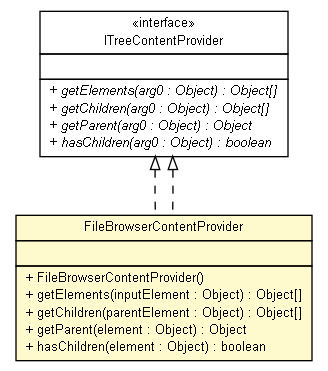 «interface»
ITreeContentProvider
+ getElements(arg0 : Object) : Object[]
+ getChildren(arg0 : Object) : Object[]
+ getParent(arg0 : Object) : Object
+ hasChildren(arg0 : Object) : boolean
FileBrowserContentProvider
+ FileBrowserContentProvider()
+ getElements(inputElement : Object) : Object[]
+ getChildren(parentElement : Object) : Object[]
+ getParent(element : Object) : Object
+ hasChildren(element : Object) : boolean